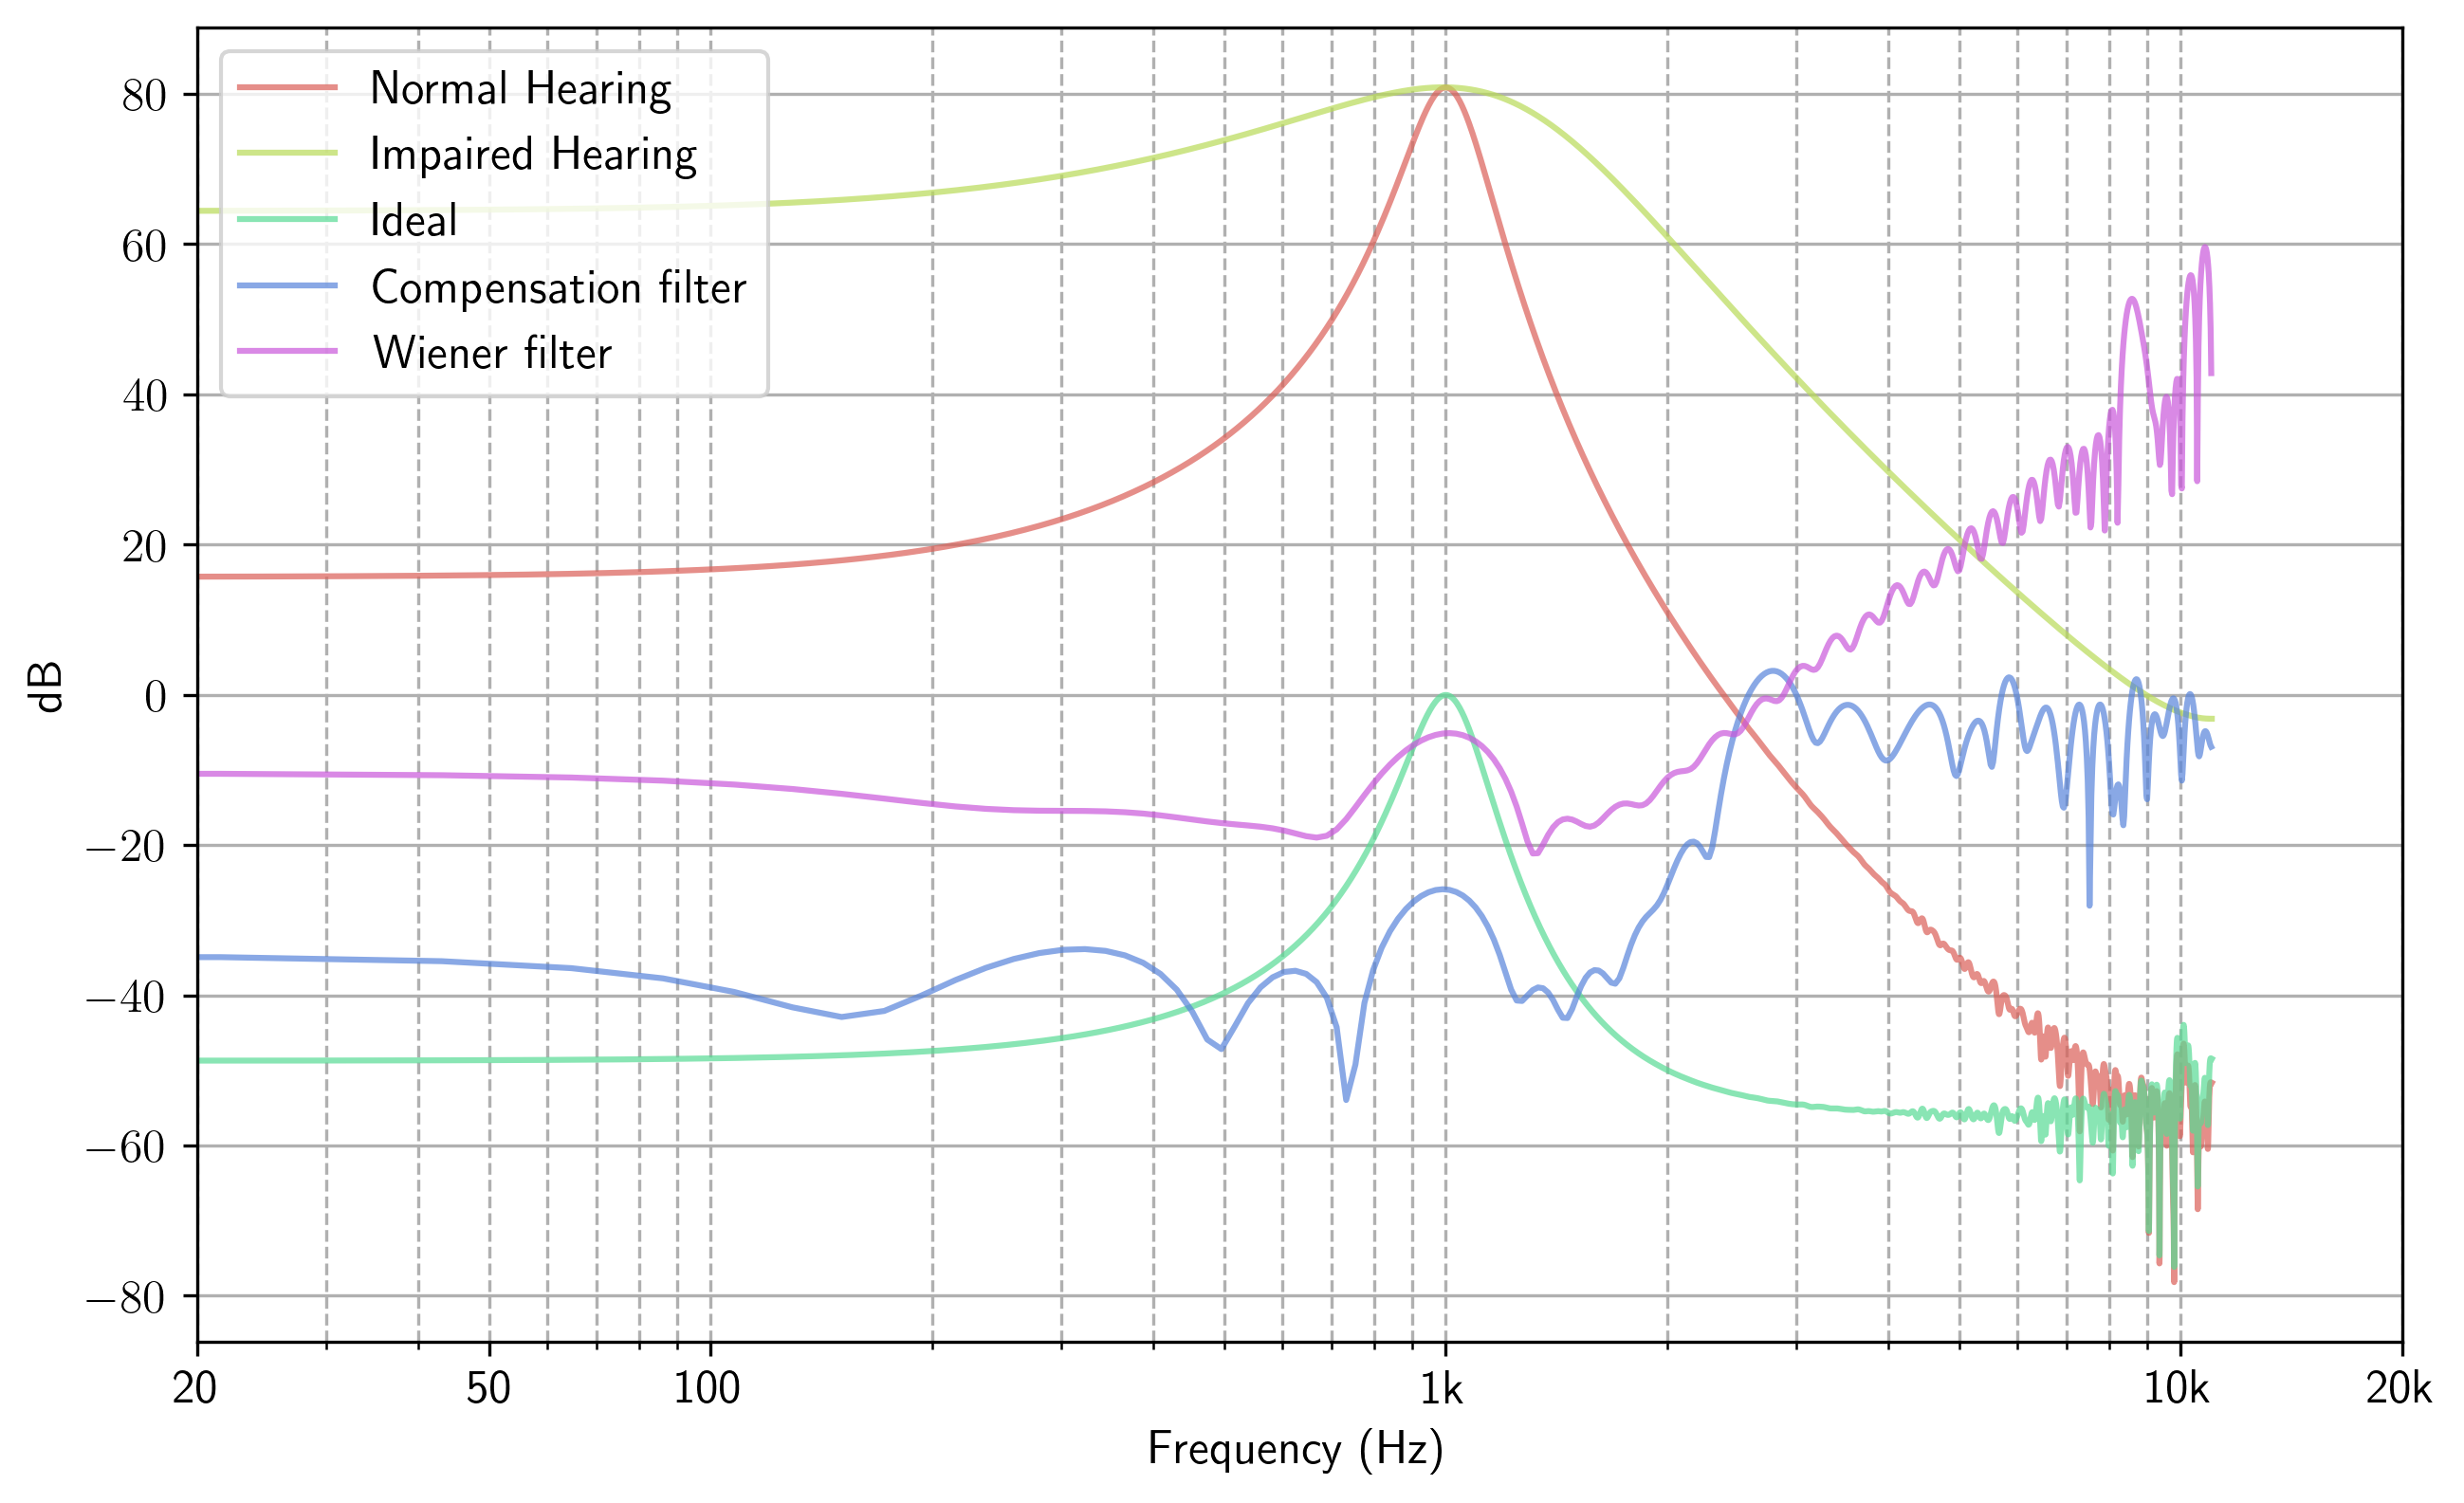 Normal Hearing
Impaired Hearing
Ideal
Compensation filter
Wiener filter
80
60
40
20
0
−20
−40
−60
−80
dB
20 50 100 1k 10k 20k
Frequency (Hz)